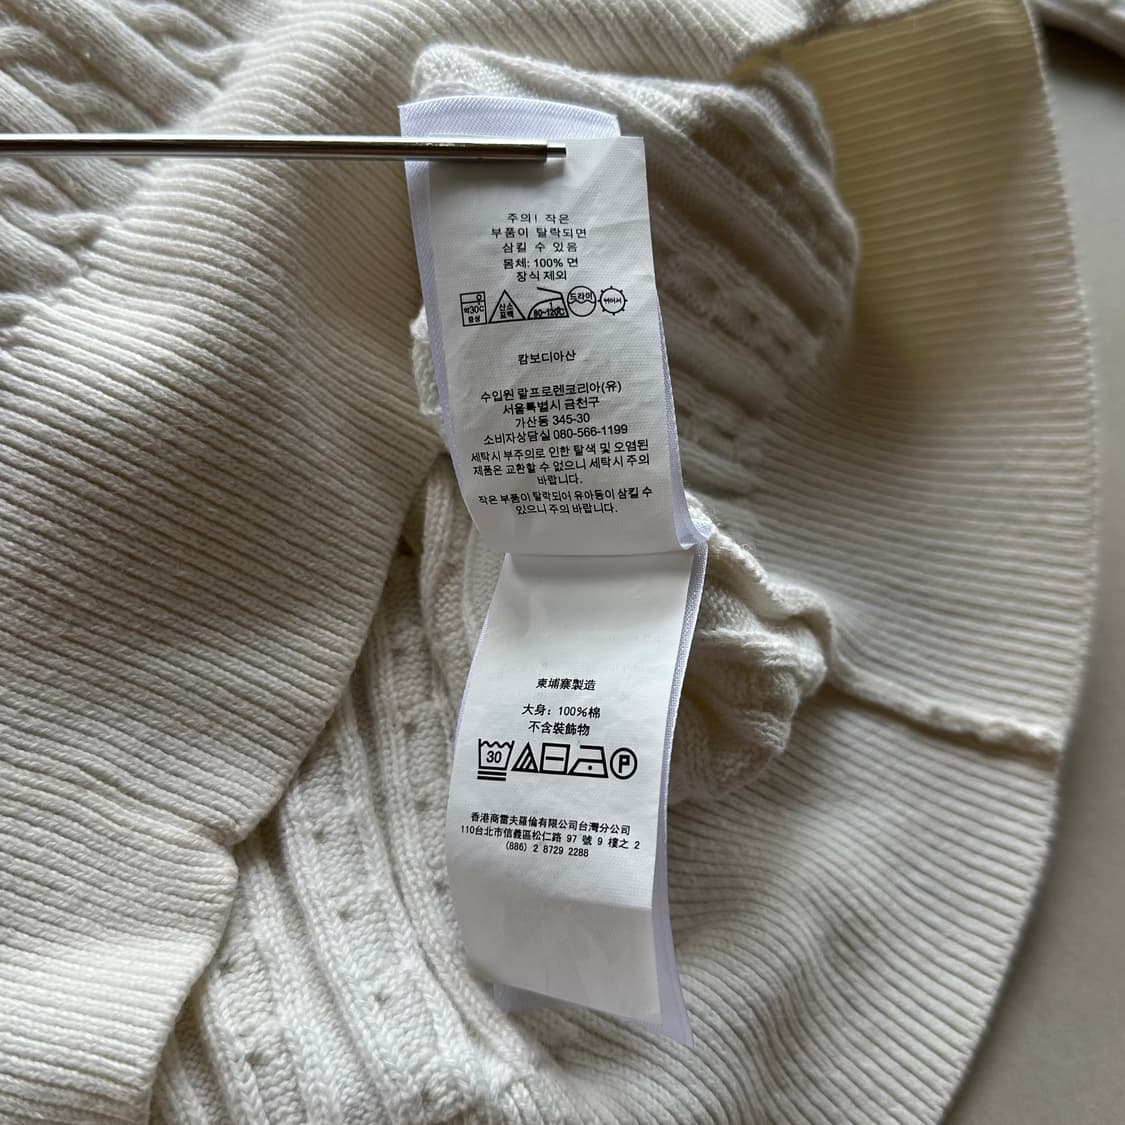 주의! 작은
부품이 탈락되면
삼킬 수 있음
몸체: 100% 면
장식 제외
약30℃
중성
산소
표백
80~120℃
드라이
뉘어서
캄보디아산
수입원 랄프로렌코리아(유)
서울특별시 금천구
가산동 345-30
소비자상담실 080-566-1199
세탁시 부주의로 인한 탈색 및 오염된
제품은 교환할 수 없으니 세탁시 주의
바랍니다.
작은 부품이 탈락되어 유아동이 삼킬 수
있으니 주의 바랍니다.
柬埔寨製造
大身: 100%棉
不含裝飾物
30
P
香港商雷夫羅倫有限公司台灣分公司
110台北市信義區松仁路 97 號 9 樓之 2
(886) 2 8729 2288